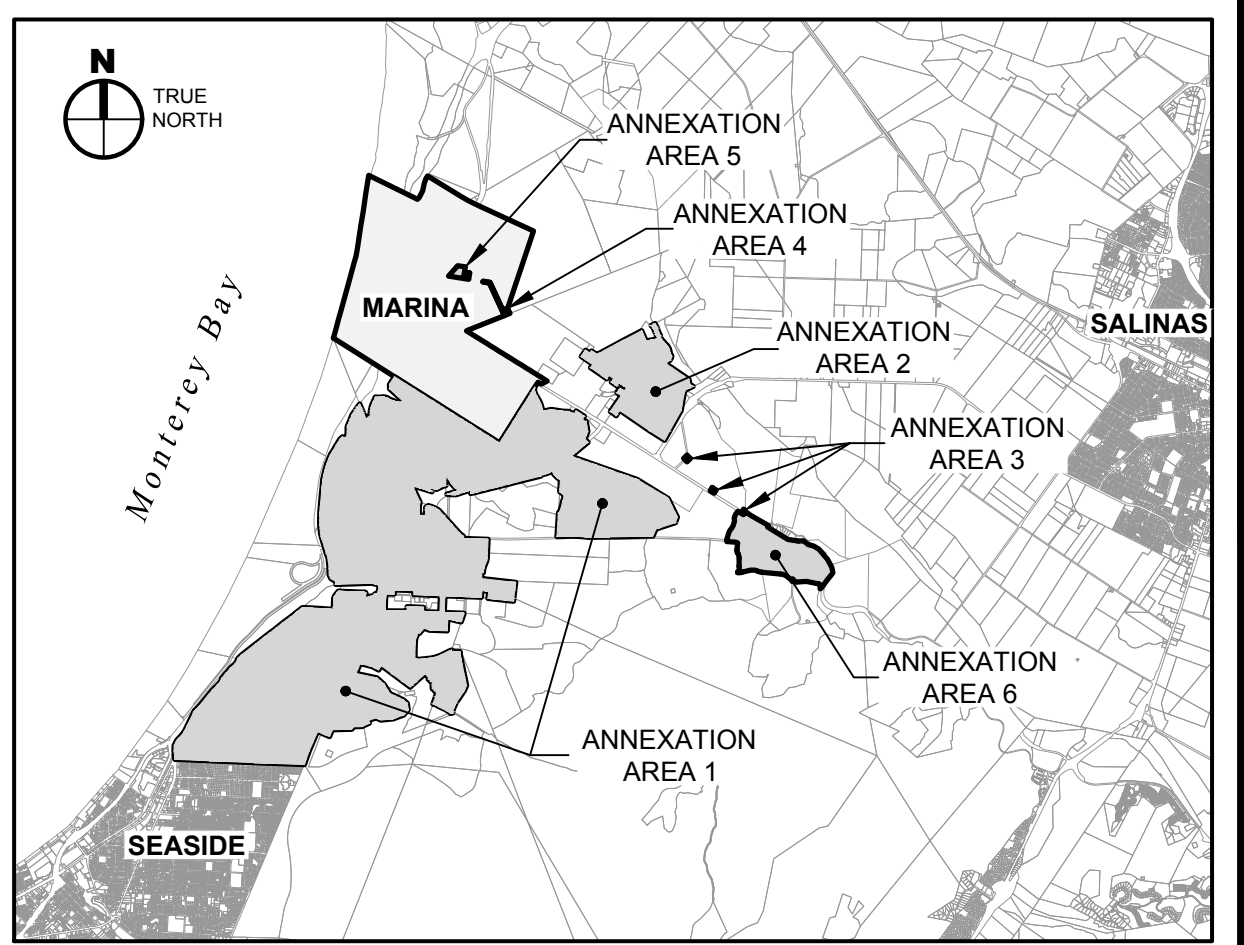 N
TRUE
NORTH
ANNEXATION
AREA 5
ANNEXATION
AREA 4
MARINA
Monterey Bay
SALINAS
ANNEXATION
AREA 2
ANNEXATION
AREA 3
ANNEXATION
AREA 6
ANNEXATION
AREA 1
SEASIDE